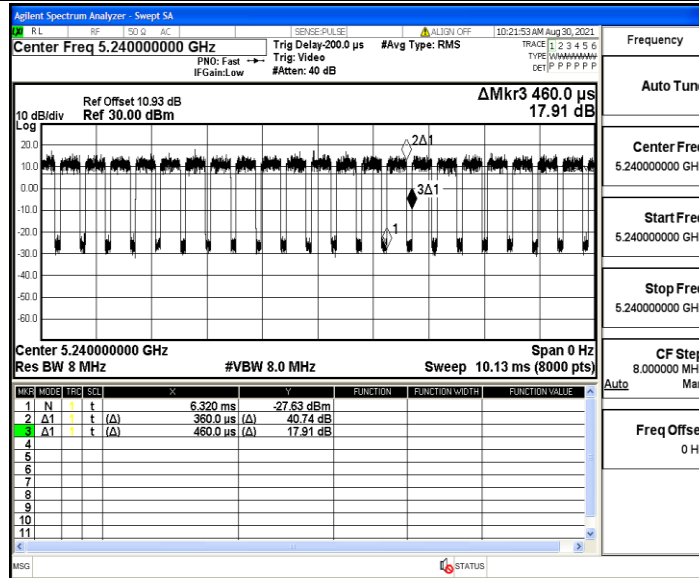 Agilent Spectrum Analyzer - Swept SA
RL RF 50 Ω AC SENSE:PULSE ALIGN OFF 10:21:53 AM Aug 30, 2021
Center Freq 5.240000000 GHz
PNO: Fast
IFGain:Low
Trig Delay-200.0 µs
Trig: Video
#Atten: 40 dB
#Avg Type: RMS
TRACE 1 2 3 4 5 6
TYPE WWWWWW
DET P P P P P P
Frequency
Auto Tune
Center Freq
5.240000000 GH
Start Freq
5.240000000 GH
Stop Freq
5.240000000 GH
CF Step
8.000000 MH
Auto Man
Freq Offse
0 H
ΔMkr3 460.0 µs
17.91 dB
Ref Offset 10.93 dB
10 dB/div Ref 30.00 dBm
Log
20.0
10.0
0.00
-10.0
-20.0
-30.0
-40.0
-50.0
-60.0
2Δ1
3Δ1
1
Center 5.240000000 GHz Span 0 Hz
Res BW 8 MHz #VBW 8.0 MHz Sweep 10.13 ms (8000 pts)
MKR MODE TRC SCL X Y FUNCTION FUNCTION WIDTH FUNCTION VALUE
1 N 1 t 6.320 ms -27.63 dBm
2 Δ1 1 t (Δ) 360.0 µs (Δ) 40.74 dB
3 Δ1 1 t (Δ) 460.0 µs (Δ) 17.91 dB
4
5
6
7
8
9
10
11
MSG STATUS